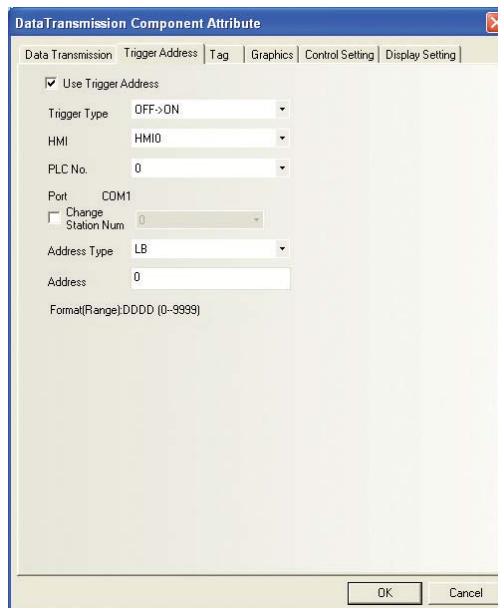 DataTransmission Component Attribute
Data Transmission Trigger Address Tag Graphics Control Setting Display Setting
Use Trigger Address
Trigger Type OFF->ON
HMI HMI0
PLC No. 0
Port COM1
Change
Station Num 0
Address Type LB
Address 0
Format(Range):DDDD (0--9999)
OK Cancel